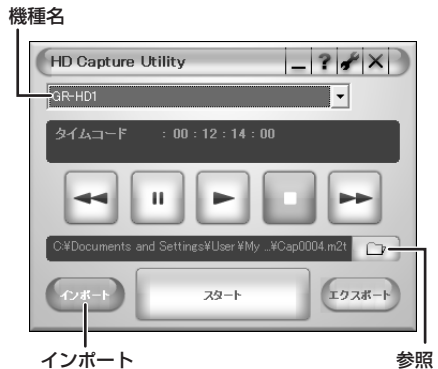 機種名
HD Capture Utility
GR-HD1
タイムコード : 00 : 12 : 14 : 00
C:¥Documents and Settings¥User¥My ...¥Cap0004.m2t
インポート
スタート
エクスポート
インポート
参照